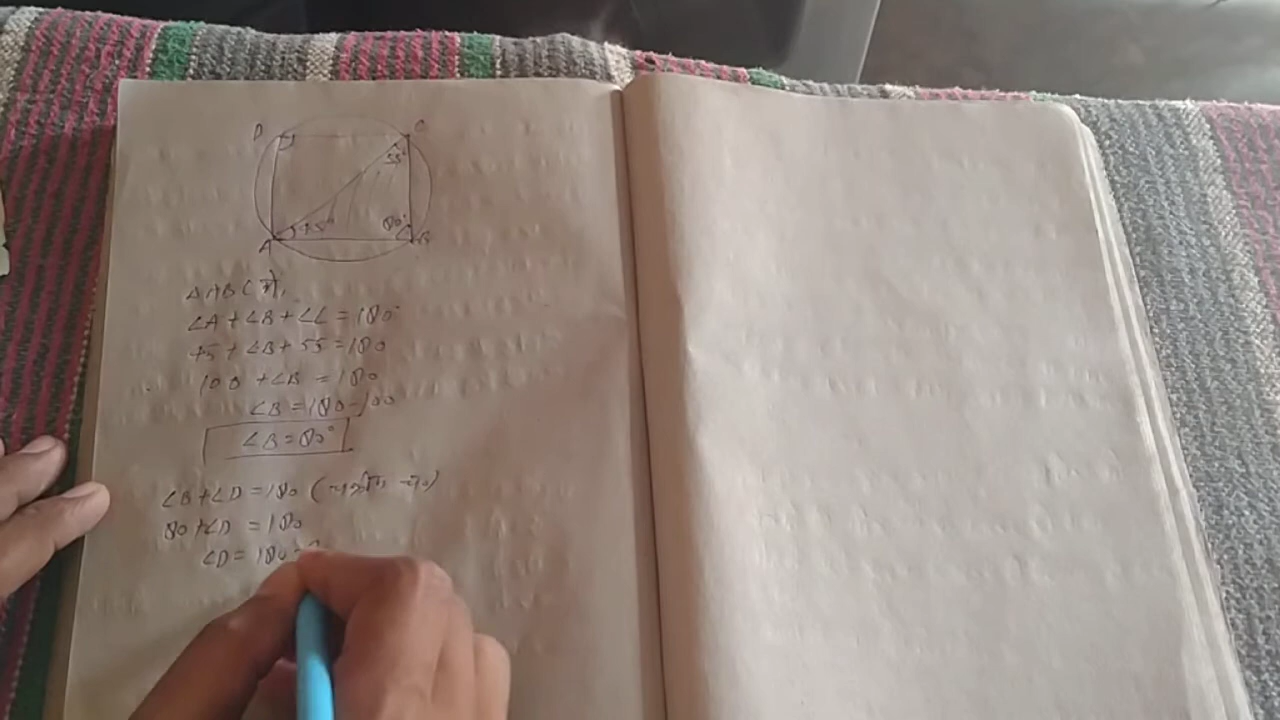 D C
55°
45° 80°
A B
△ABC में,
∠A+∠B+∠C=180°
45+∠B+55=180
100+∠B=180
∠B=180-100
∠B=80°
∠B+∠D=180
80+∠D=180
∠D=180-